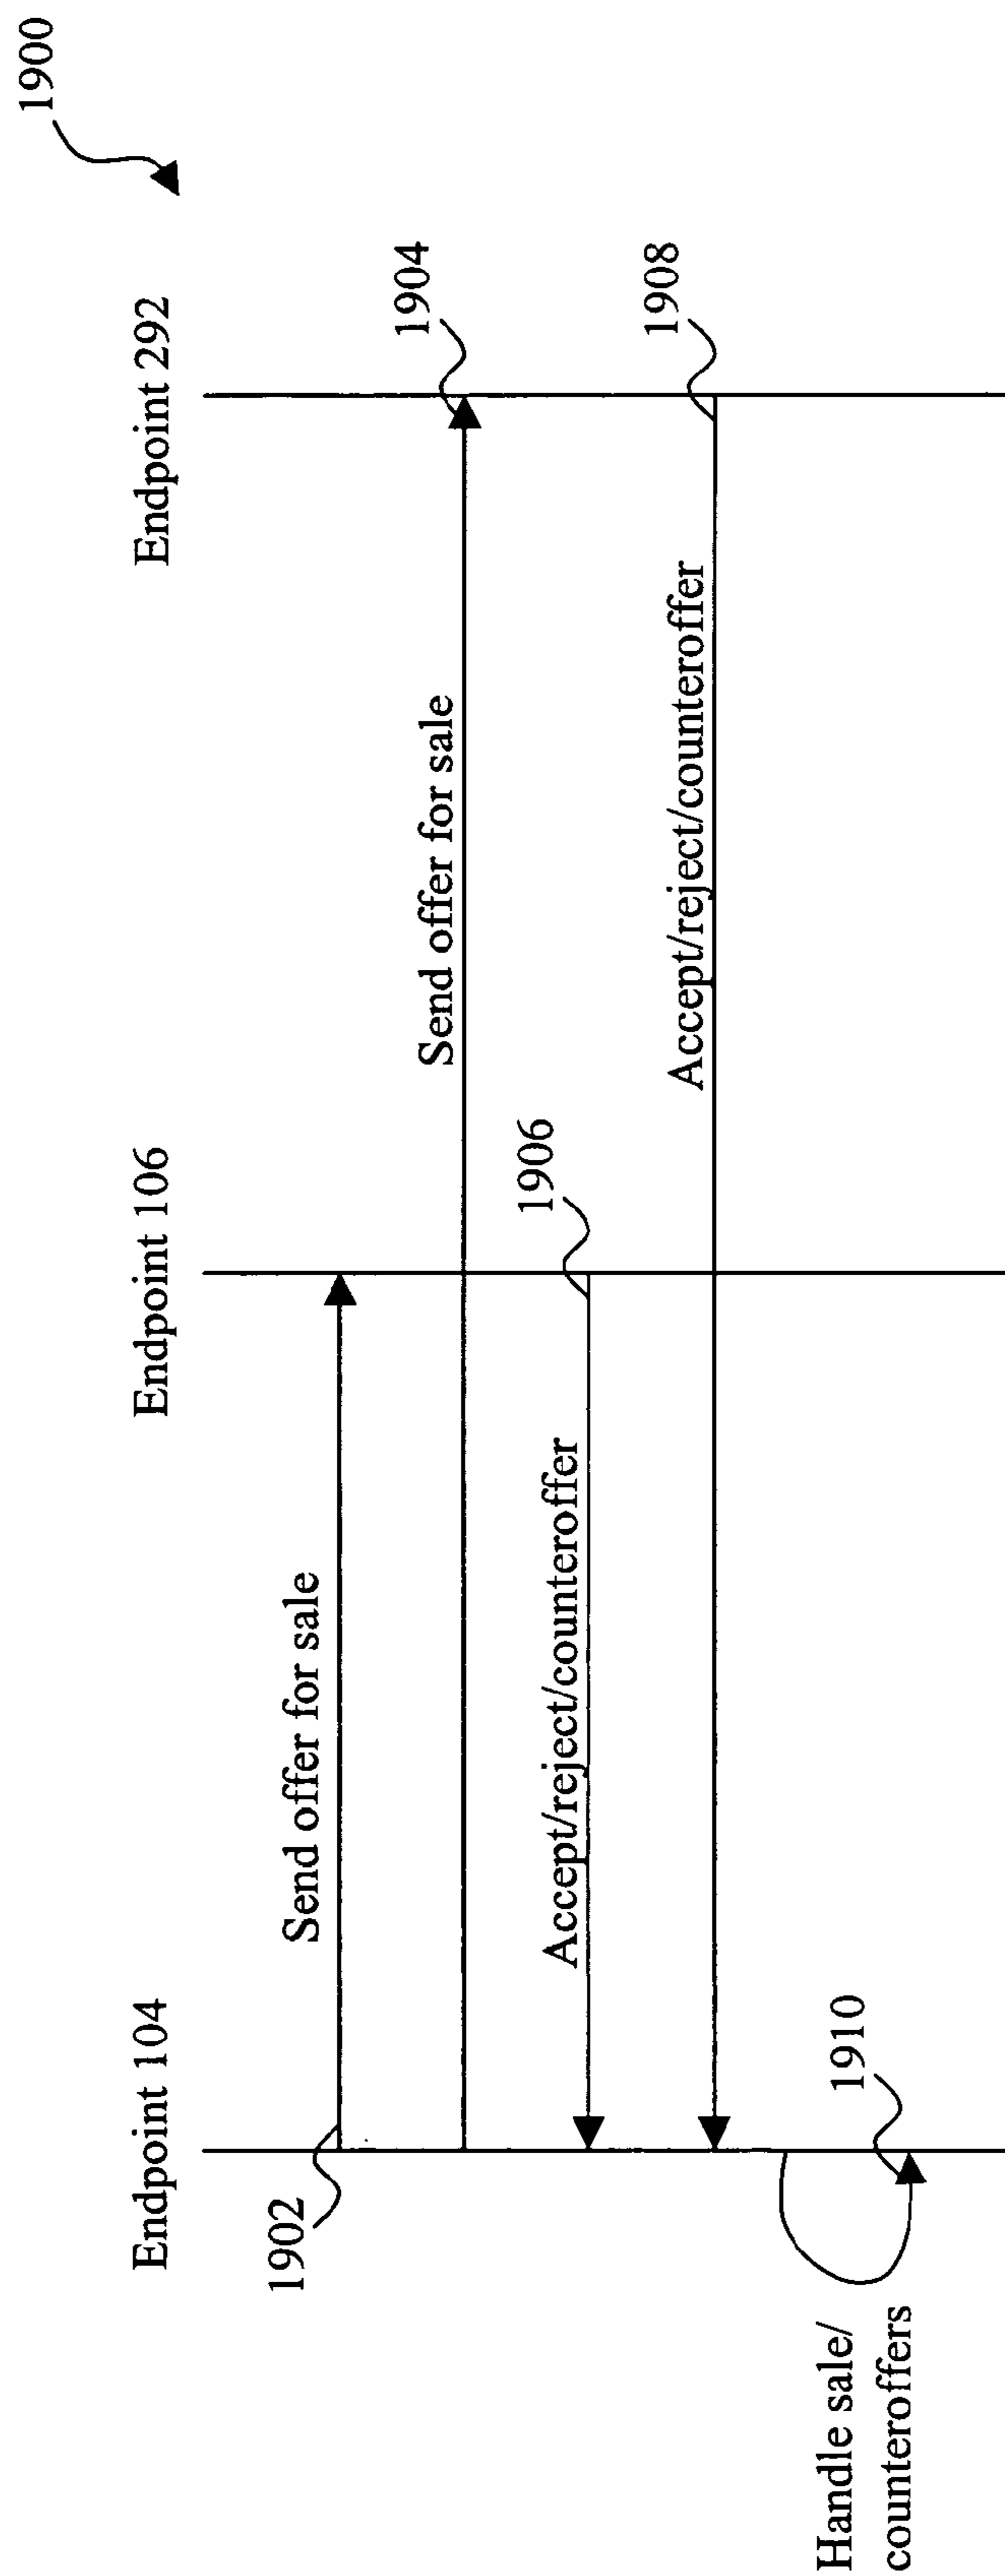 1900
Endpoint 104
Endpoint 106
Endpoint 292
1902
Send offer for sale
1904
Send offer for sale
1906
Accept/reject/counteroffer
1908
Accept/reject/counteroffer
1910
Handle sale/
counteroffers